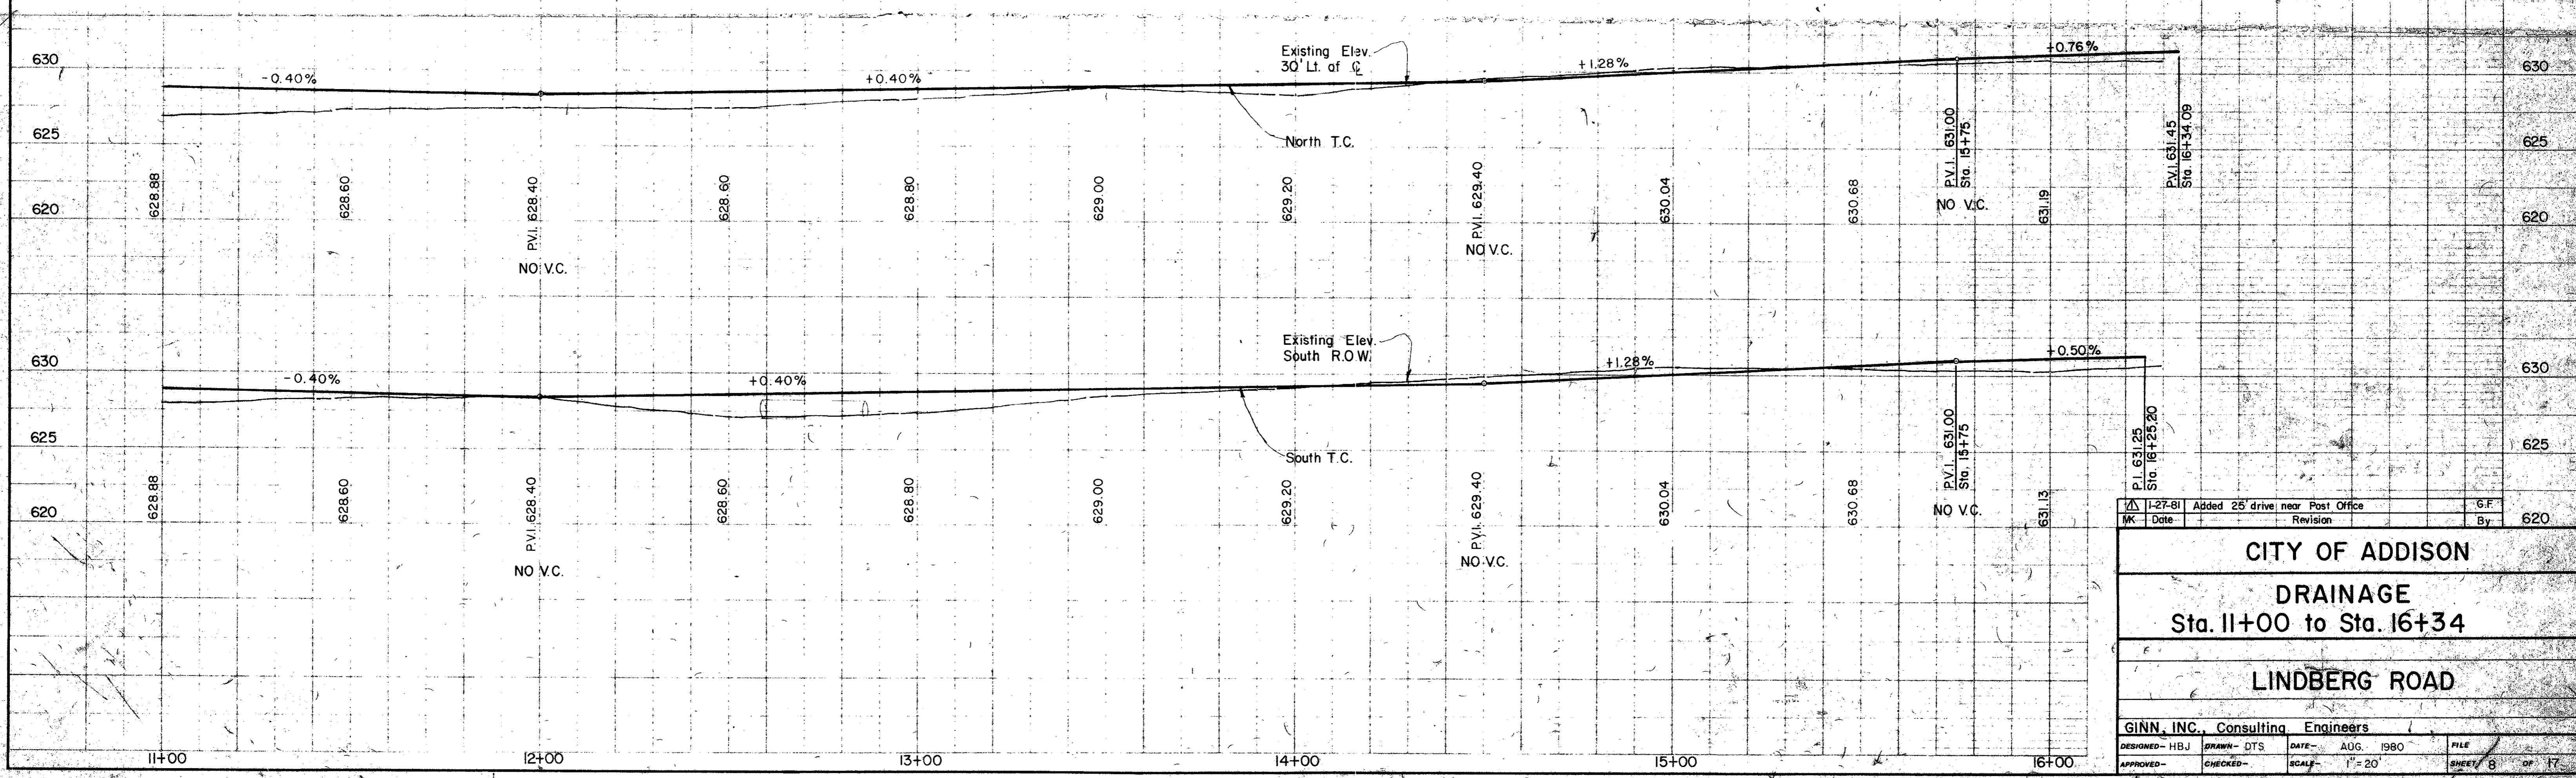 Existing Elev.
30' Lt. of ℄
630
-0.40%
+0.40%
+1.28%
+0.76%
630
625
North T.C.
P.V.I. 631.00
Sta. 15+75
P.V.I. 631.45
Sta. 16+34.09
625
628.88
628.60
P.V.I. 628.40
628.60
628.80
629.00
629.20
P.V.I. 629.40
630.04
630.68
631.19
620
NO V.C.
620
NO V.C.
NO V.C.
Existing Elev.
South R.O.W.
630
-0.40%
+0.40%
+1.28%
+0.50%
630
625
South T.C.
P.V.I. 631.00
Sta. 15+75
P.I. 631.25
Sta. 16+25.20
625
628.88
628.60
P.V.I. 628.40
628.60
628.80
629.00
629.20
P.V.I. 629.40
630.04
630.68
631.13
620
NO V.C.
620
NO V.C.
NO V.C.
1 1-27-81 Added 25' drive near Post Office G.F.
MK Date Revision By
CITY OF ADDISON
DRAINAGE
Sta. 11+00 to Sta. 16+34
LINDBERG ROAD
GINN, INC., Consulting Engineers
DESIGNED- HBJ DRAWN- DTS DATE- AUG. 1980 FILE
APPROVED- CHECKED- SCALE- 1"=20' SHEET 8 OF 17
11+00 12+00 13+00 14+00 15+00 16+00